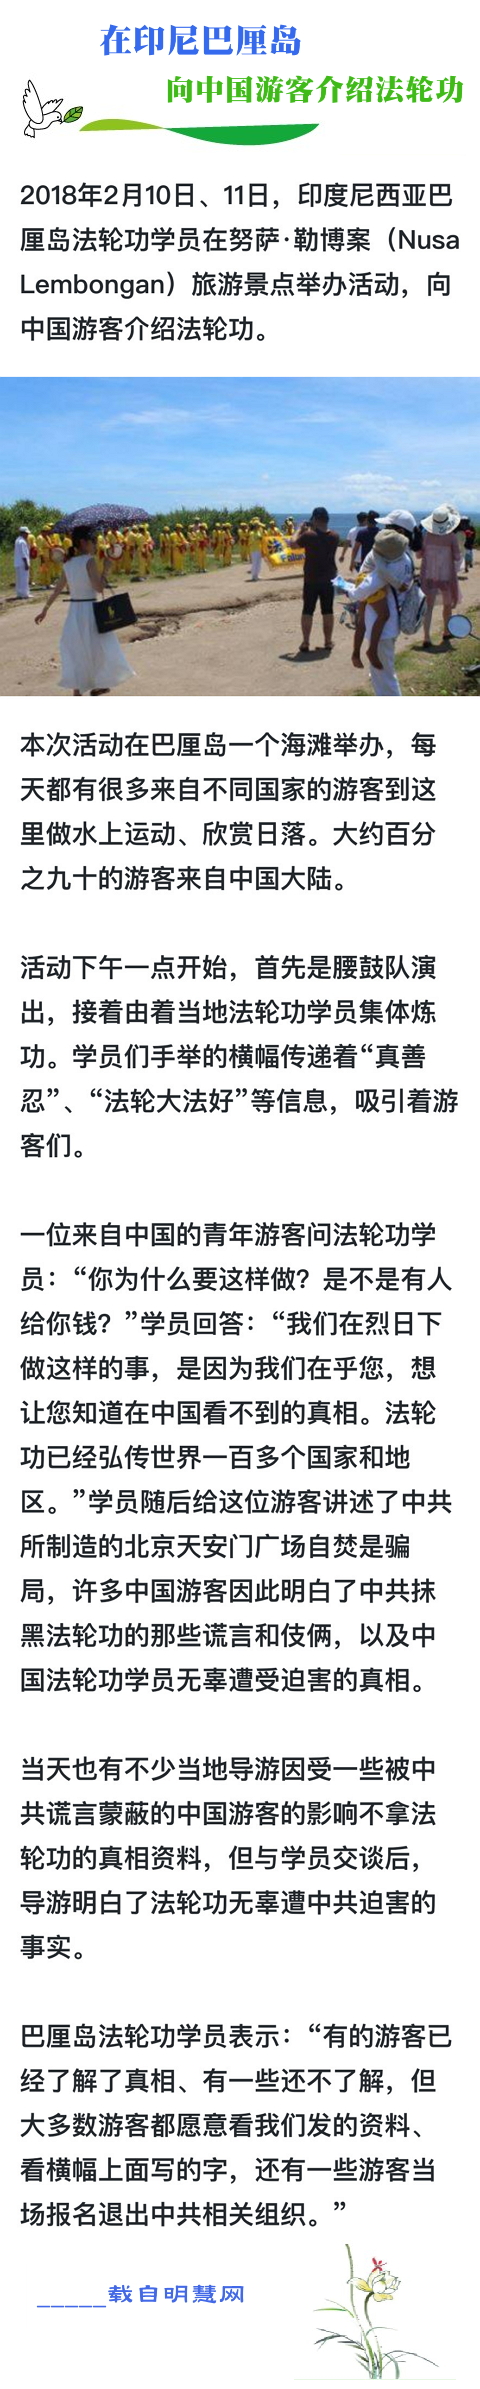 在印尼巴厘岛
向中国游客介绍法轮功
2018年2月10日、11日，印度尼西亚巴
厘岛法轮功学员在努萨·勒博案（Nusa
Lembongan）旅游景点举办活动，向
中国游客介绍法轮功。
本次活动在巴厘岛一个海滩举办，每
天都有很多来自不同国家的游客到这
里做水上运动、欣赏日落。大约百分
之九十的游客来自中国大陆。
活动下午一点开始，首先是腰鼓队演
出，接着由着当地法轮功学员集体炼
功。学员们手举的横幅传递着“真善
忍”、“法轮大法好”等信息，吸引着游
客们。
一位来自中国的青年游客问法轮功学
员：“你为什么要这样做？是不是有人
给你钱？”学员回答：“我们在烈日下
做这样的事，是因为我们在乎您，想
让您知道在中国看不到的真相。法轮
功已经弘传世界一百多个国家和地
区。”学员随后给这位游客讲述了中共
所制造的北京天安门广场自焚是骗
局，许多中国游客因此明白了中共抹
黑法轮功的那些谎言和伎俩，以及中
国法轮功学员无辜遭受迫害的真相。
当天也有不少当地导游因受一些被中
共谎言蒙蔽的中国游客的影响不拿法
轮功的真相资料，但与学员交谈后，
导游明白了法轮功无辜遭中共迫害的
事实。
巴厘岛法轮功学员表示：“有的游客已
经了解了真相、有一些还不了解，但
大多数游客都愿意看我们发的资料、
看横幅上面写的字，还有一些游客当
场报名退出中共相关组织。”
_____载自明慧网